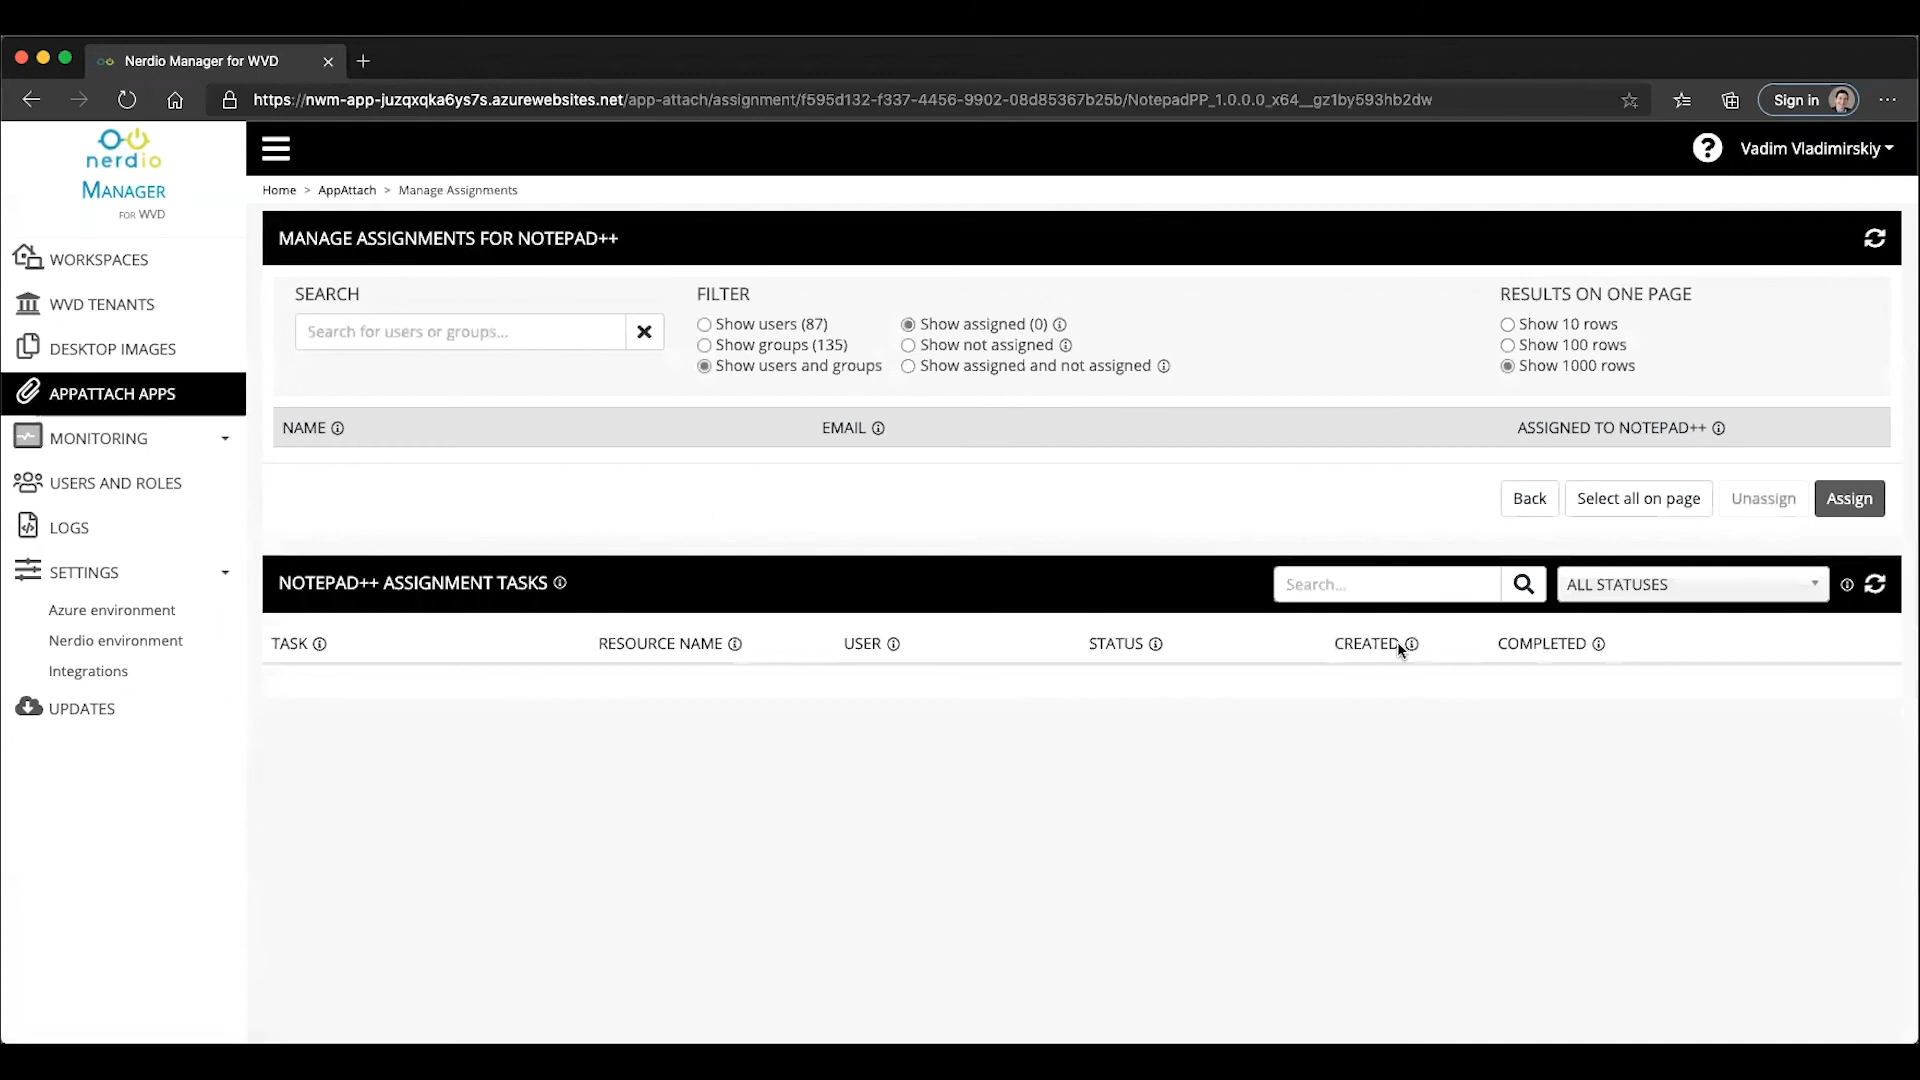 Nerdio Manager for WVD
https://nwm-app-juzqxqka6ys7s.azurewebsites.net/app-attach/assignment/f595d132-f337-4456-9902-08d85367b25b/NotepadPP_1.0.0.0_x64__gz1by593hb2dw
Sign in
nerdio
MANAGER
FOR WVD
Vadim Vladimirskiy
Home > AppAttach > Manage Assignments
WORKSPACES
WVD TENANTS
DESKTOP IMAGES
APPATTACH APPS
MONITORING
USERS AND ROLES
LOGS
SETTINGS
Azure environment
Nerdio environment
Integrations
UPDATES
MANAGE ASSIGNMENTS FOR NOTEPAD++
SEARCH
Search for users or groups...
FILTER
Show users (87)
Show groups (135)
Show users and groups
Show assigned (0)
Show not assigned
Show assigned and not assigned
RESULTS ON ONE PAGE
Show 10 rows
Show 100 rows
Show 1000 rows
NAME EMAIL ASSIGNED TO NOTEPAD++
Back Select all on page Unassign Assign
NOTEPAD++ ASSIGNMENT TASKS
Search...
ALL STATUSES
TASK RESOURCE NAME USER STATUS CREATED COMPLETED